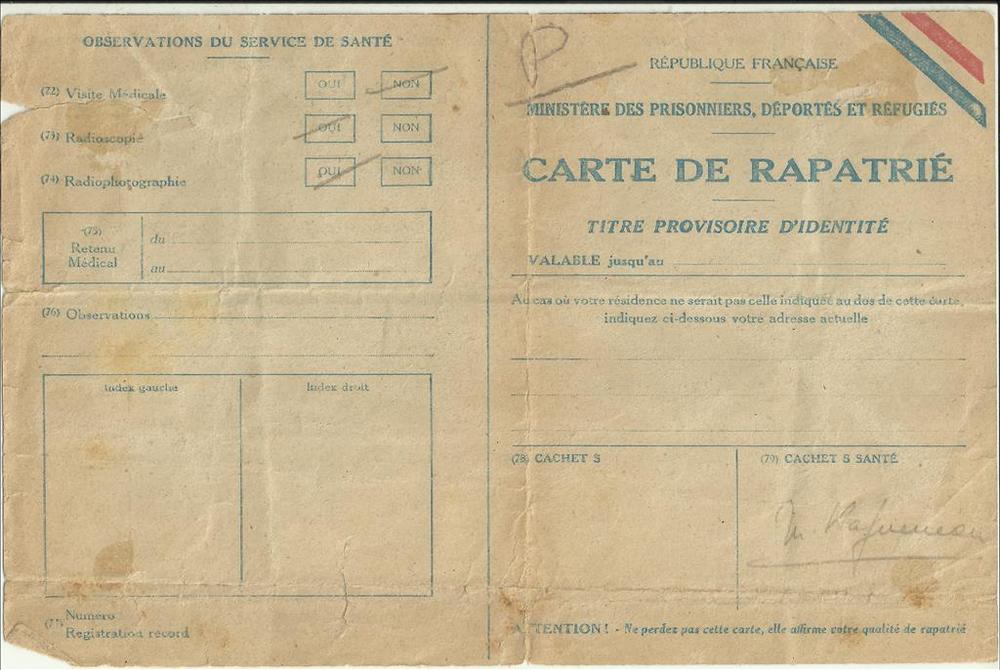 OBSERVATIONS DU SERVICE DE SANTÉ
(72) Visite Médicale OUI NON
(73) Radioscopie OUI NON
(74) Radiophotographie OUI NON
(75)
Retenu
Médical
du
au
(76) Observations
Index gauche Index droit
(77) Numéro
Registration record
P
RÉPUBLIQUE FRANÇAISE
MINISTÈRE DES PRISONNIERS, DÉPORTÉS ET RÉFUGIÉS
CARTE DE RAPATRIÉ
TITRE PROVISOIRE D'IDENTITÉ
VALABLE jusqu'au
Au cas où votre résidence ne serait pas celle indiquée au dos de cette carte,
indiquez ci-dessous votre adresse actuelle
(78) CACHET S
(79) CACHET S SANTÉ
ATTENTION! - Ne perdez pas cette carte, elle affirme votre qualité de rapatrié